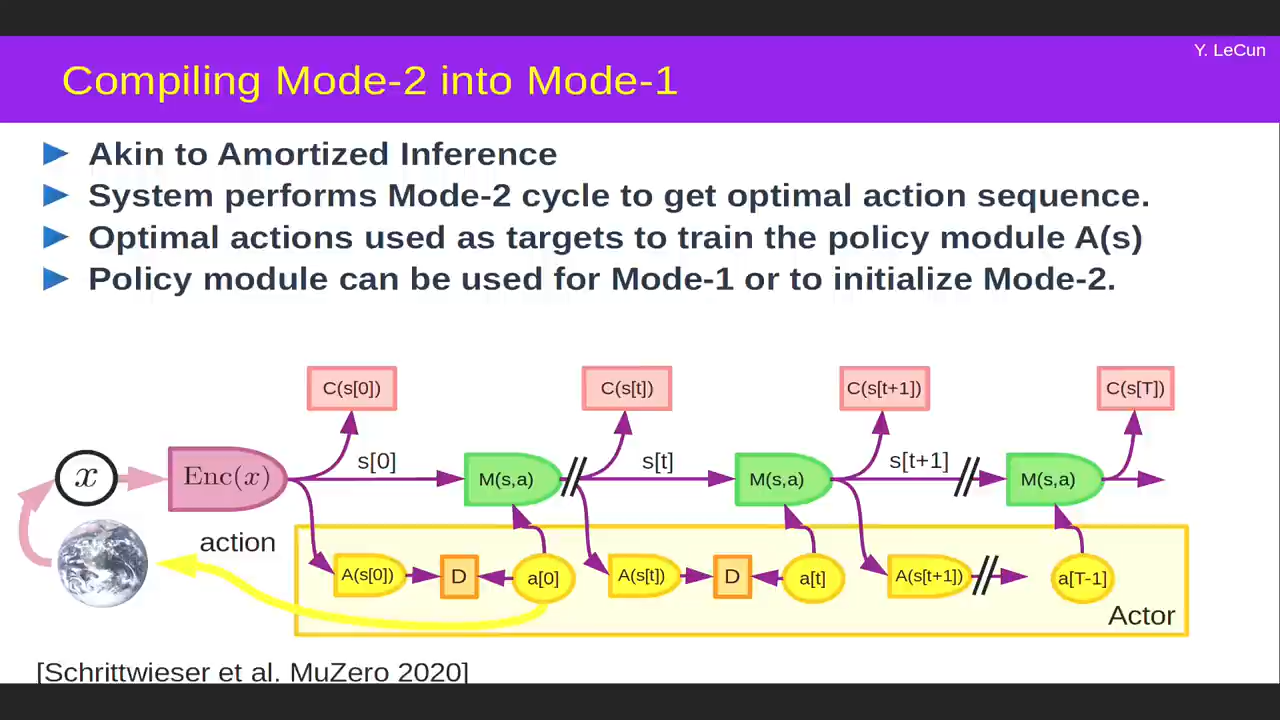 Y. LeCun
Compiling Mode-2 into Mode-1
Akin to Amortized Inference
System performs Mode-2 cycle to get optimal action sequence.
Optimal actions used as targets to train the policy module A(s)
Policy module can be used for Mode-1 or to initialize Mode-2.
C(s[0])
C(s[t])
C(s[t+1])
C(s[T])
x
Enc(x)
s[0]
M(s,a)
s[t]
M(s,a)
s[t+1]
M(s,a)
action
A(s[0])
D
a[0]
A(s[t])
D
a[t]
A(s[t+1])
a[T-1]
Actor
[Schrittwieser et al. MuZero 2020]